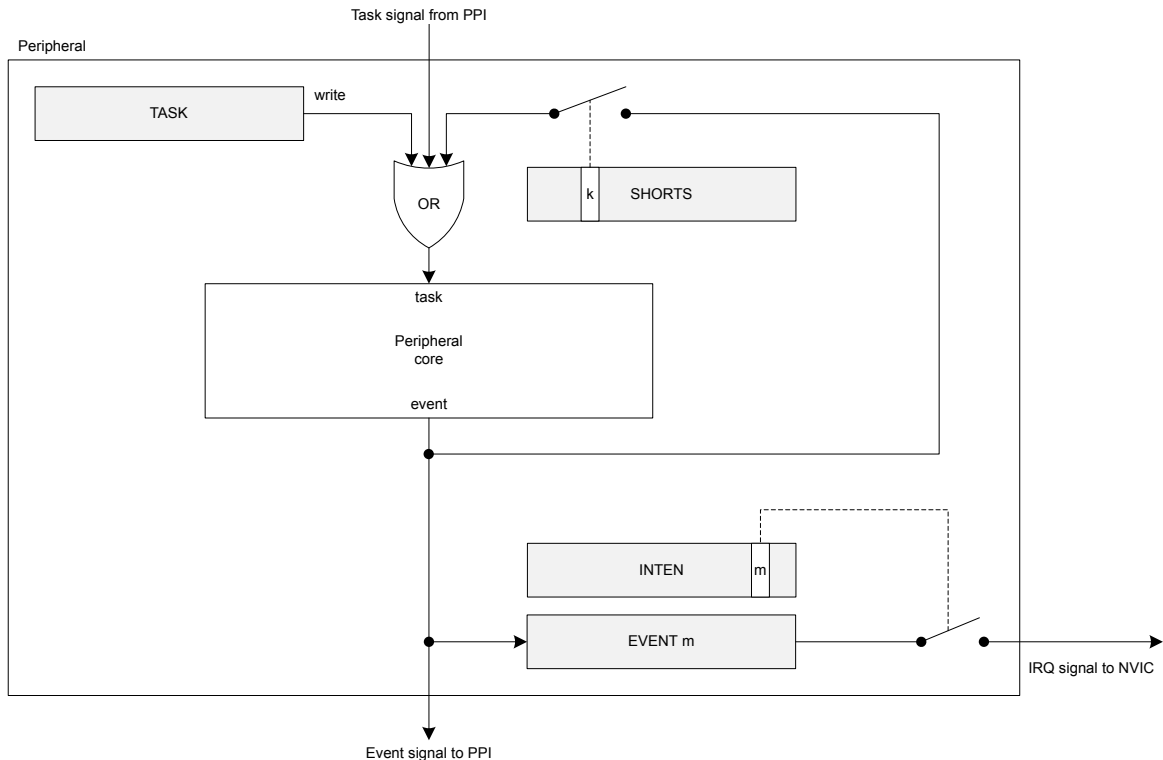 Task signal from PPI
Peripheral
write
TASK
OR
k
SHORTS
task
Peripheral
core
event
INTEN
m
EVENT m
IRQ signal to NVIC
Event signal to PPI